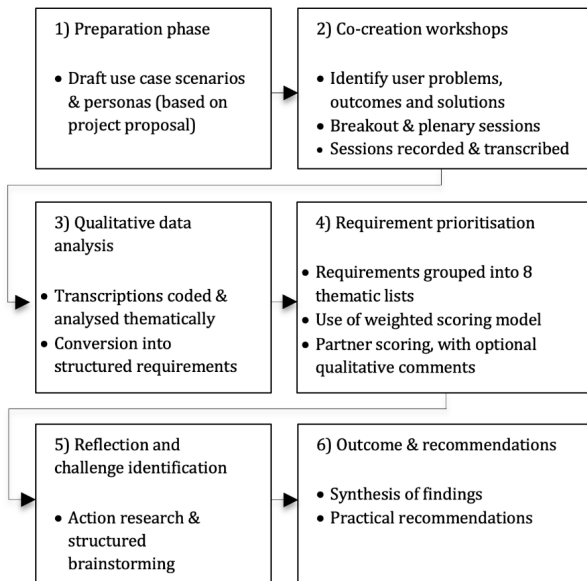 1) Preparation phase
• Draft use case scenarios
& personas (based on
project proposal)
2) Co-creation workshops
• Identify user problems,
outcomes and solutions
• Breakout & plenary sessions
• Sessions recorded & transcribed
3) Qualitative data
analysis
• Transcriptions coded &
analysed thematically
• Conversion into
structured requirements
4) Requirement prioritisation
• Requirements grouped into 8
thematic lists
• Use of weighted scoring model
• Partner scoring, with optional
qualitative comments
5) Reflection and
challenge identification
• Action research &
structured
brainstorming
6) Outcome & recommendations
• Synthesis of findings
• Practical recommendations